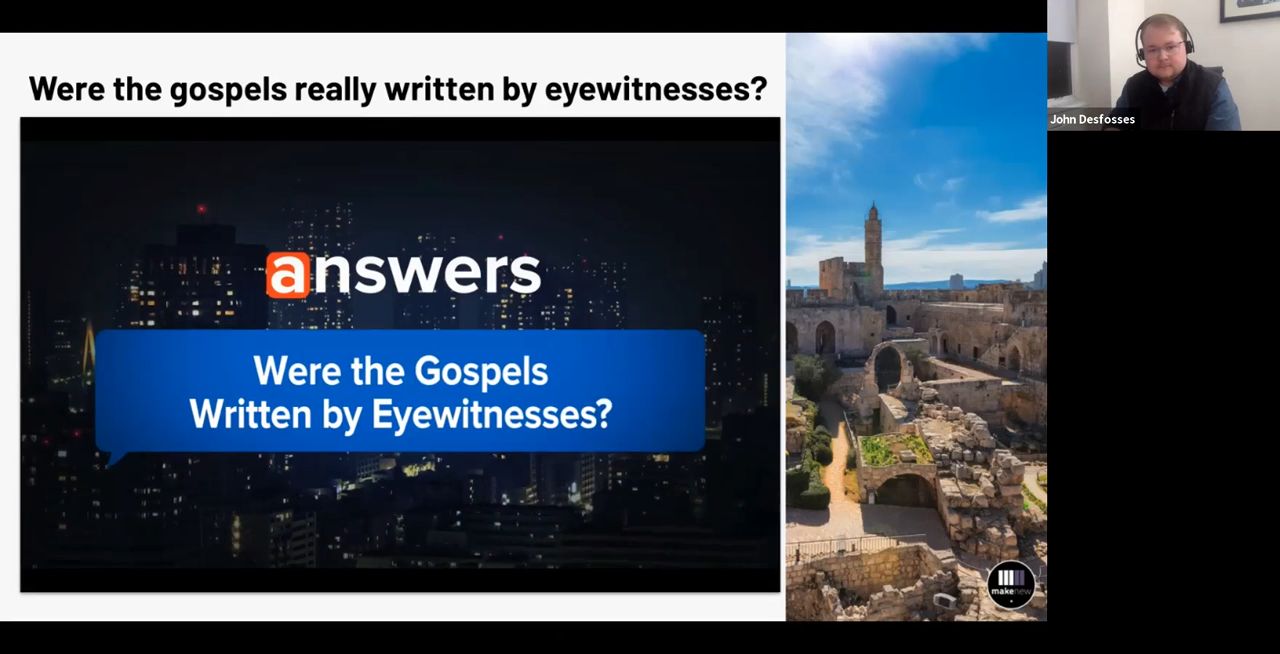 Were the gospels really written by eyewitnesses?
answers
Were the Gospels
Written by Eyewitnesses?
John Desfosses
makenew